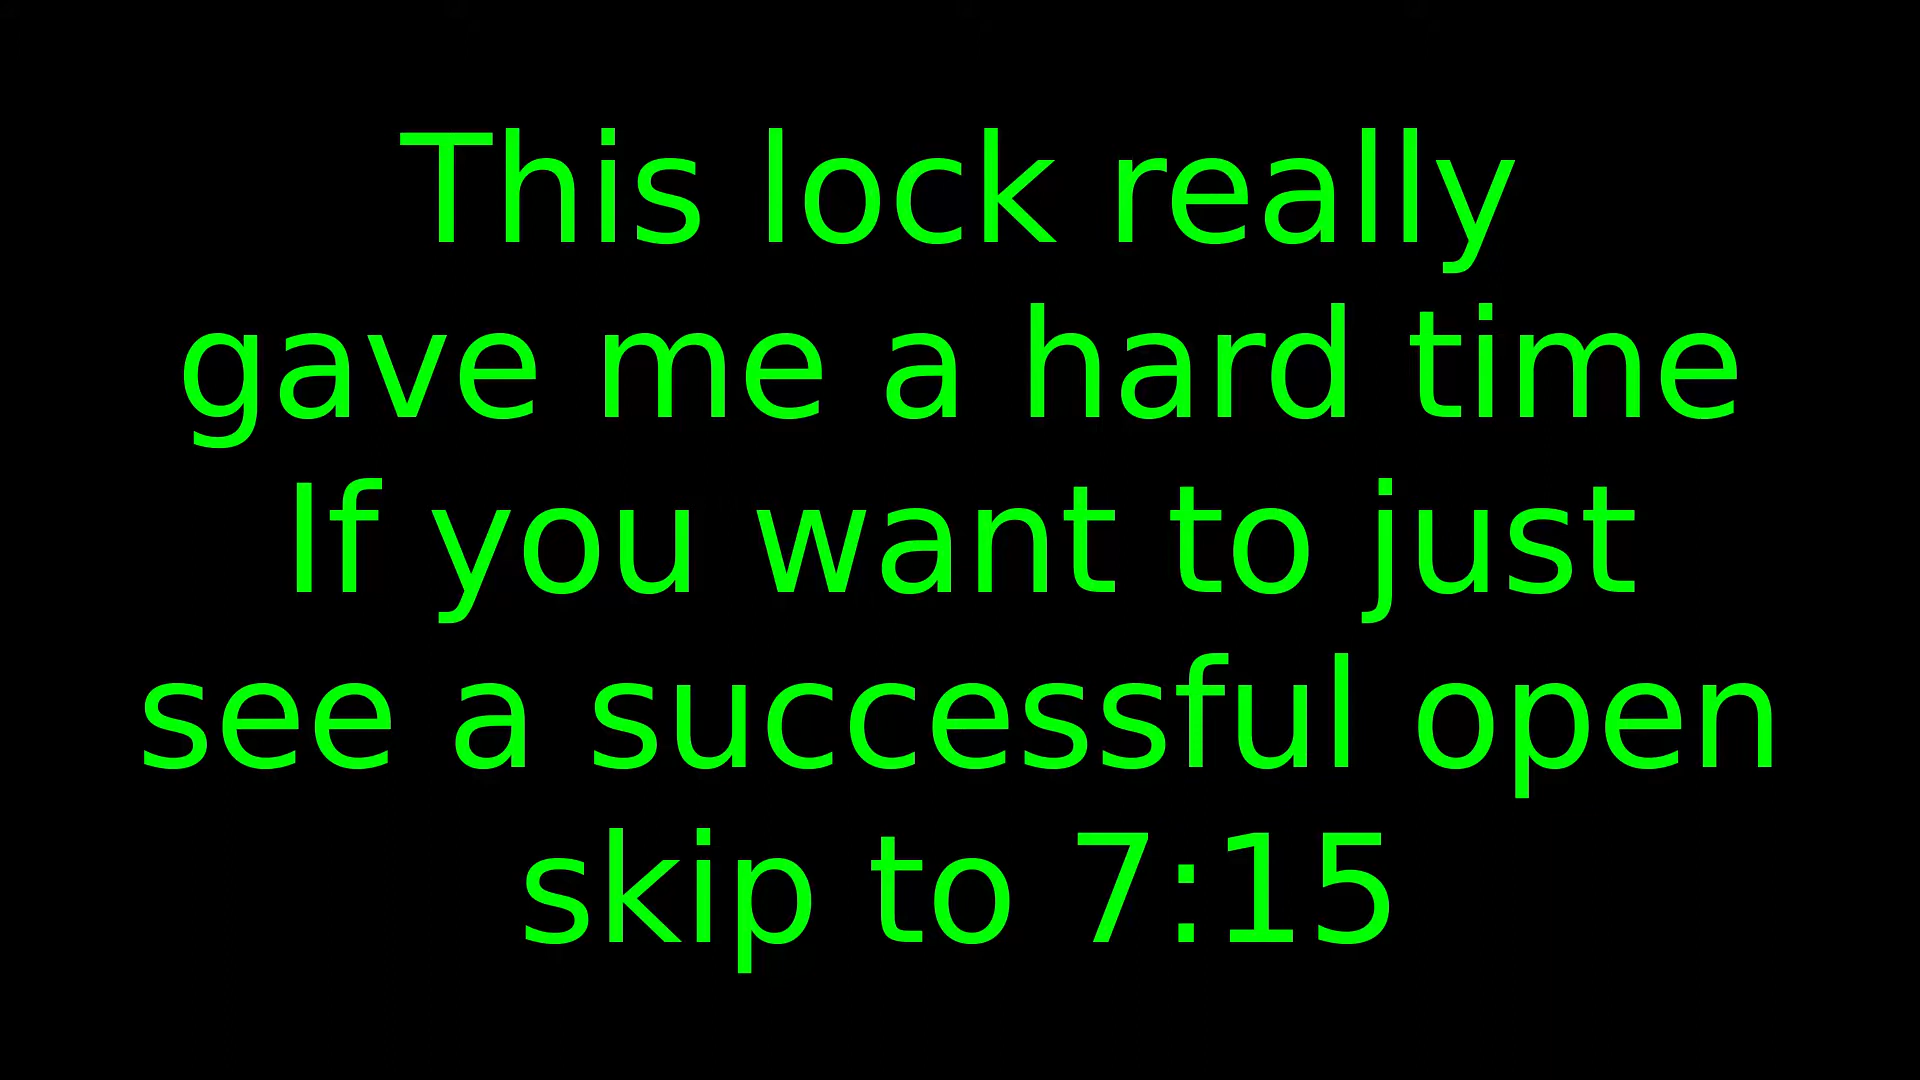 This lock really
gave me a hard time
If you want to just
see a successful open
skip to 7:15